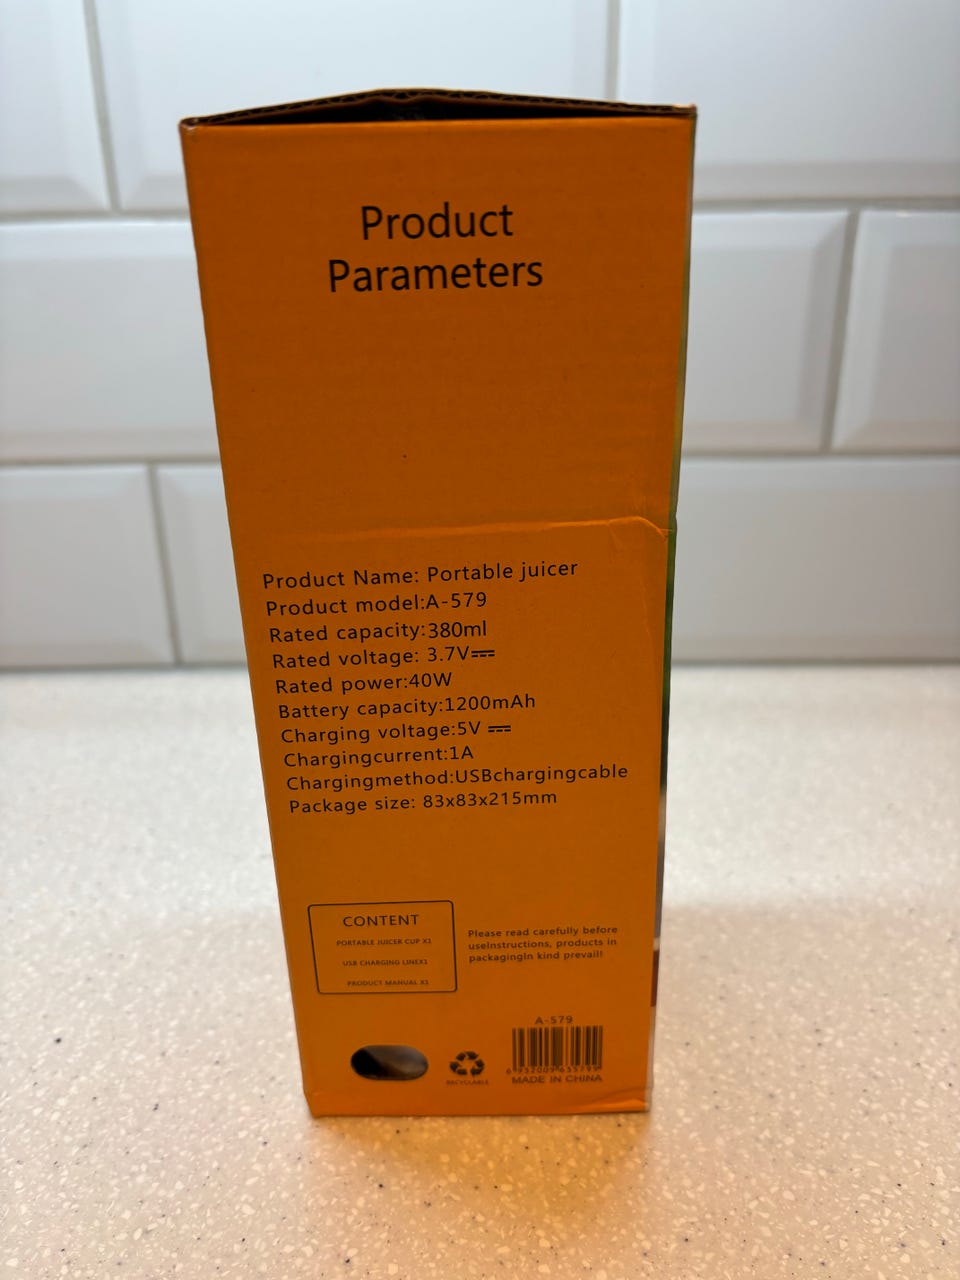 Product
Parameters
Product Name: Portable juicer
Product model:A-579
Rated capacity:380ml
Rated voltage: 3.7V⎓
Rated power:40W
Battery capacity:1200mAh
Charging voltage:5V ⎓
Chargingcurrent:1A
Chargingmethod:USBchargingcable
Package size: 83x83x215mm
CONTENT
PORTABLE JUICER CUP X1
USB CHARGING LINEX1
PRODUCT MANUAL X1
Please read carefully before
useInstructions, products in
packagingIn kind prevail!
RECYCLABLE
A-579
MADE IN CHINA